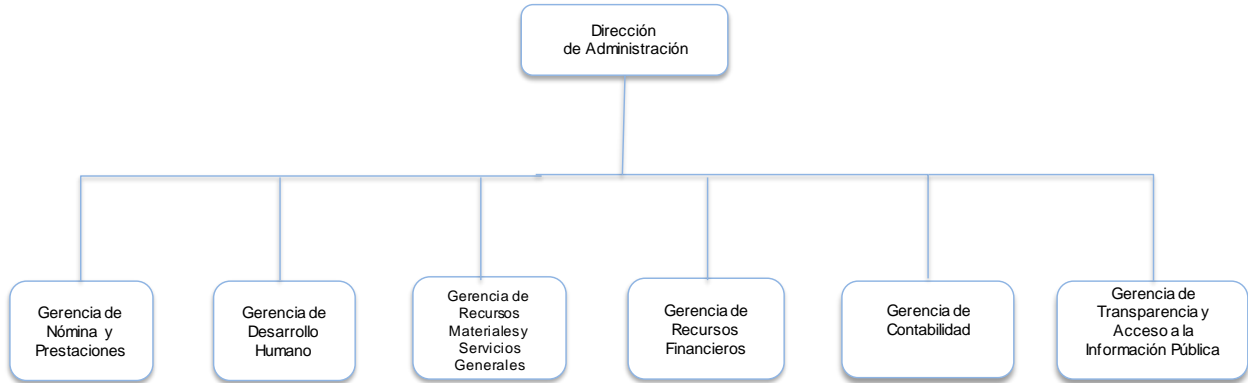 Dirección
de Administración
Gerencia de
Nómina y
Prestaciones
Gerencia de
Desarrollo
Humano
Gerencia de
Recursos
Materiales y
Servicios
Generales
Gerencia de
Recursos
Financieros
Gerencia de
Contabilidad
Gerencia de
Transparencia y
Acceso a la
Información Pública